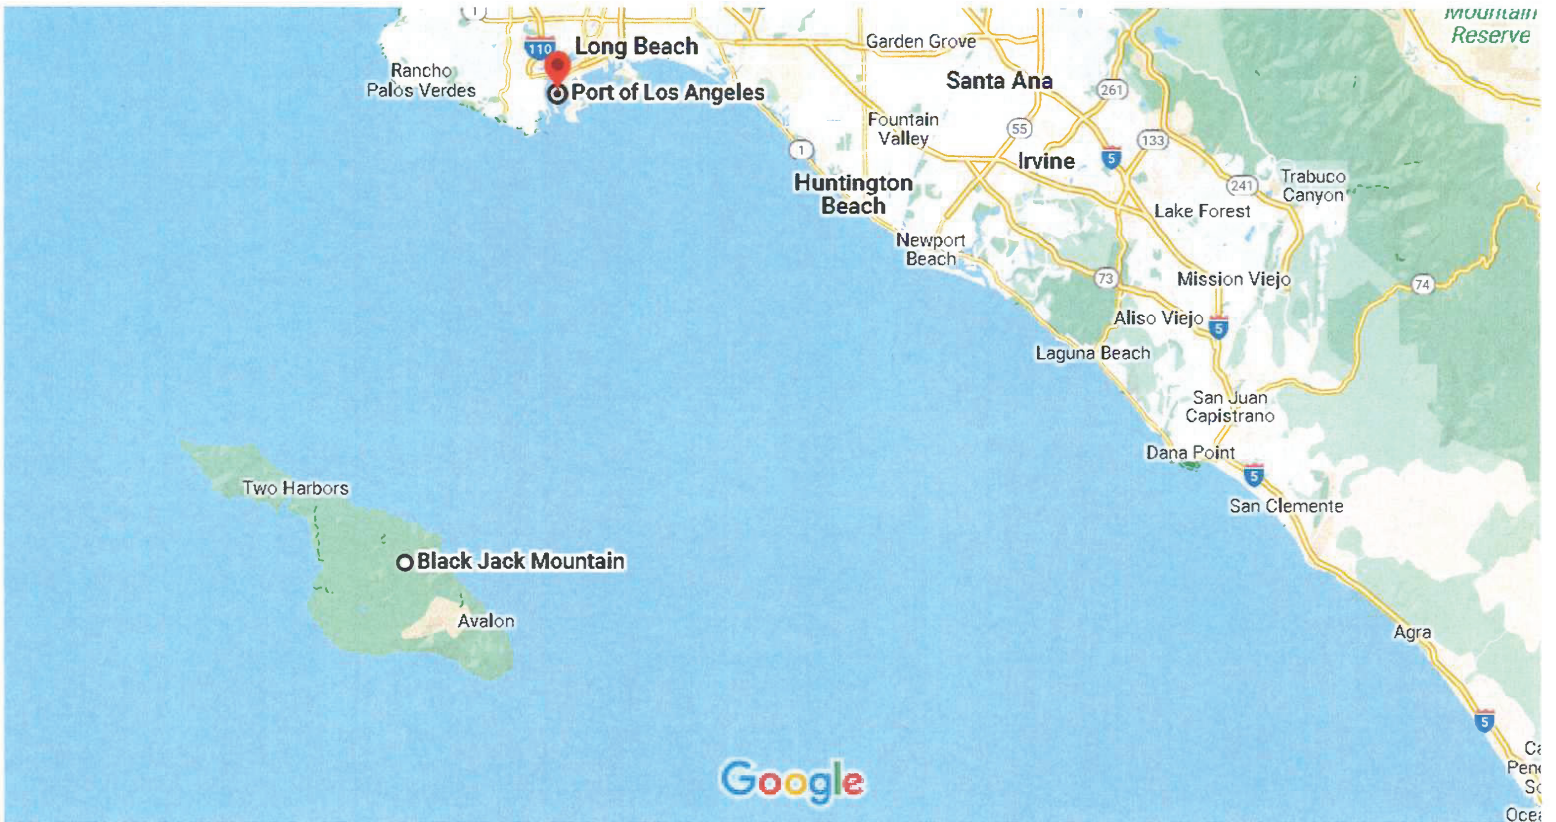 Mountain
Reserve
1
110
Long Beach
Garden Grove
Rancho
Palos Verdes
Port of Los Angeles
Santa Ana
261
Fountain
Valley
55
1
Irvine
5
133
Huntington
Beach
241
Trabuco
Canyon
Lake Forest
Newport
Beach
73
Mission Viejo
74
Aliso Viejo
5
Laguna Beach
San Juan
Capistrano
Dana Point
5
Two Harbors
San Clemente
Black Jack Mountain
Avalon
Agra
5
Google